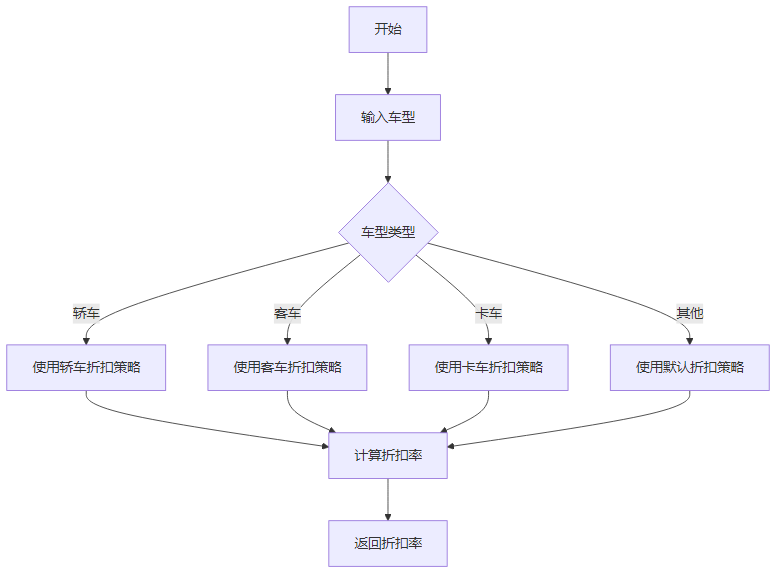 开始
输入车型
车型类型
轿车
客车
卡车
其他
使用轿车折扣策略
使用客车折扣策略
使用卡车折扣策略
使用默认折扣策略
计算折扣率
返回折扣率